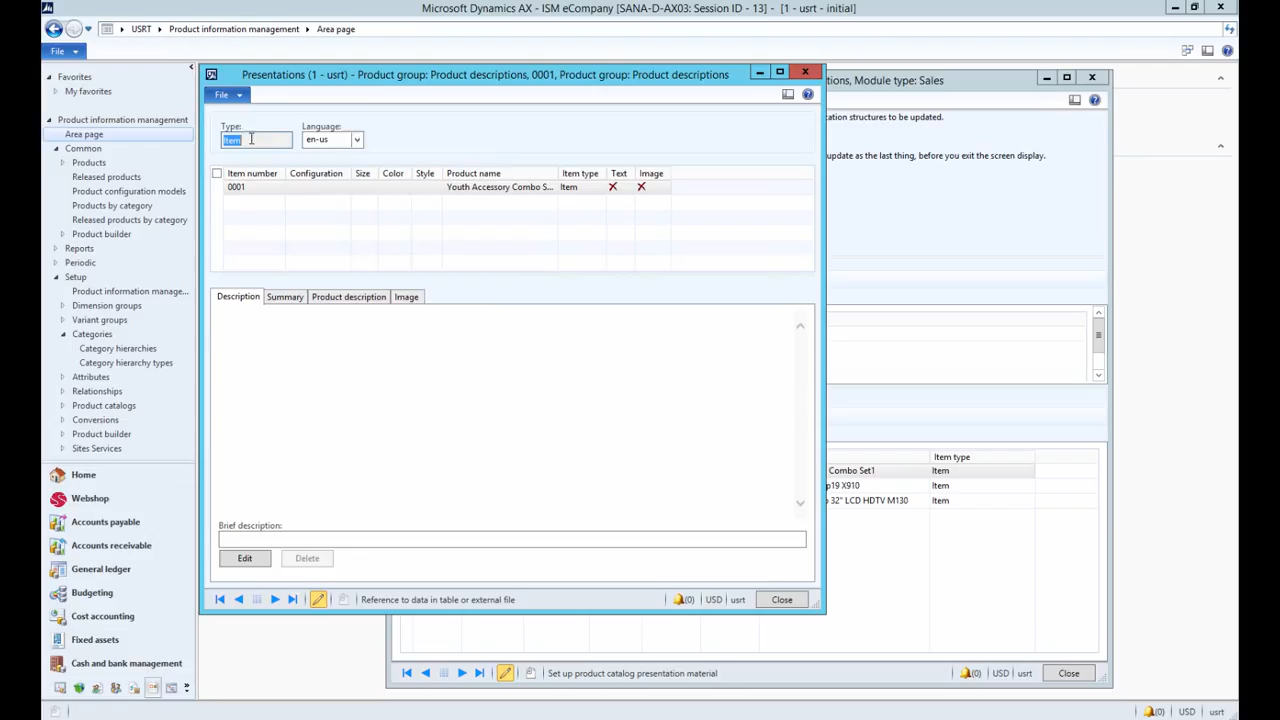 Microsoft Dynamics AX - ISM eCompany [SANA-D-AX03: Session ID - 13] - [1 - usrt - initial]
USRT
Product information management
Area page
File
Favorites
My favorites
Product information management
Area page
Common
Products
Released products
Product configuration models
Products by category
Released products by category
Product builder
Reports
Periodic
Setup
Product information manage...
Dimension groups
Variant groups
Categories
Category hierarchies
Category hierarchy types
Attributes
Relationships
Product catalogs
Conversions
Product builder
Sites Services
Home
Webshop
Accounts payable
Accounts receivable
General ledger
Budgeting
Cost accounting
Fixed assets
Cash and bank management
Presentations (1 - usrt) - Product group: Product descriptions, 0001, Product group: Product descriptions
File
Type: Language:
Item en-us
Item number Configuration Size Color Style Product name Item type Text Image
0001 Youth Accessory Combo S... Item
Description Summary Product description Image
Brief description:
Edit Delete
Reference to data in table or external file
(0) USD usrt Close
tions, Module type: Sales
ation structures to be updated.
update as the last thing, before you exit the screen display.
Item type
Combo Set1 Item
p19 X910 Item
32" LCD HDTV M130 Item
Set up product catalog presentation material
(0) USD usrt Close
(0) USD usrt